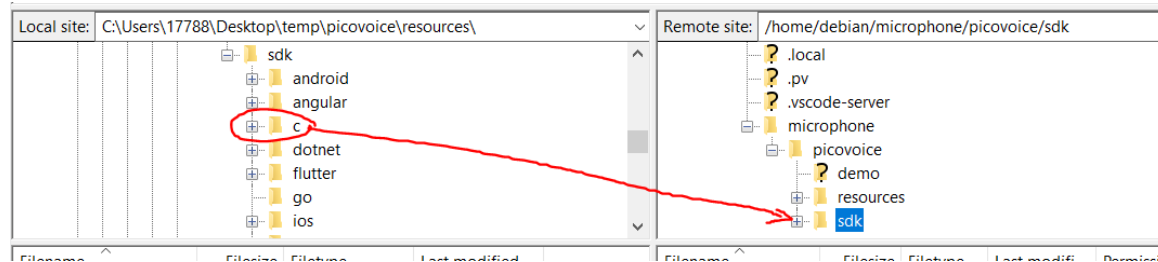 Local site: C:\Users\17788\Desktop\temp\picovoice\resources\
sdk
android
angular
c
dotnet
flutter
go
ios
Filename Filesize Filetype Last modified
Remote site: /home/debian/microphone/picovoice/sdk
.local
.pv
.vscode-server
microphone
picovoice
demo
resources
sdk
Filename Filesize Filetype Last modifi... Permissi